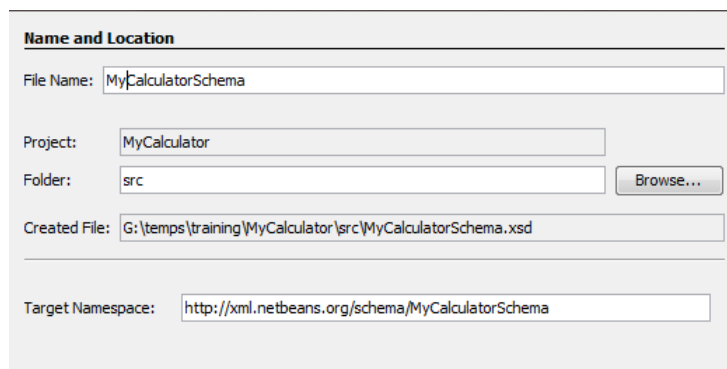 Name and Location
File Name: MyCalculatorSchema
Project: MyCalculator
Folder: src Browse...
Created File: G:\temps\training\MyCalculator\src\MyCalculatorSchema.xsd
Target Namespace: http://xml.netbeans.org/schema/MyCalculatorSchema